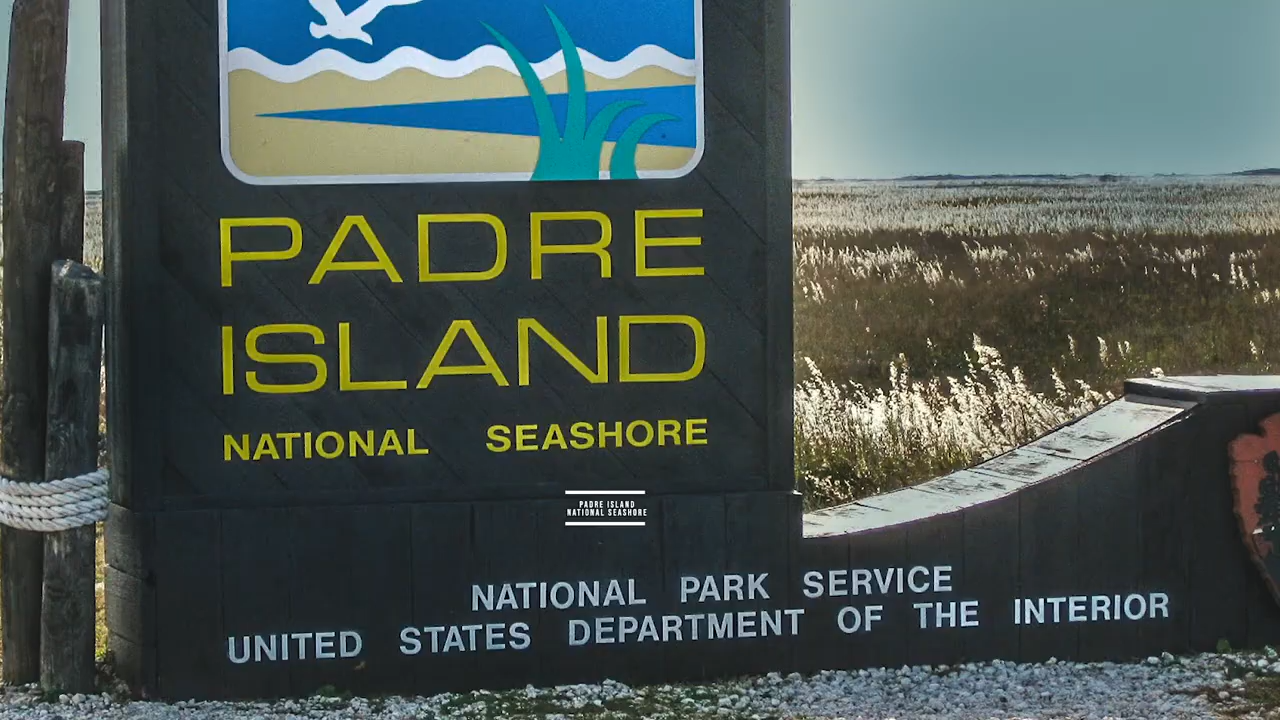 PADRE
ISLAND
NATIONAL SEASHORE
PADRE ISLAND
NATIONAL SEASHORE
NATIONAL PARK SERVICE
UNITED STATES DEPARTMENT OF THE INTERIOR